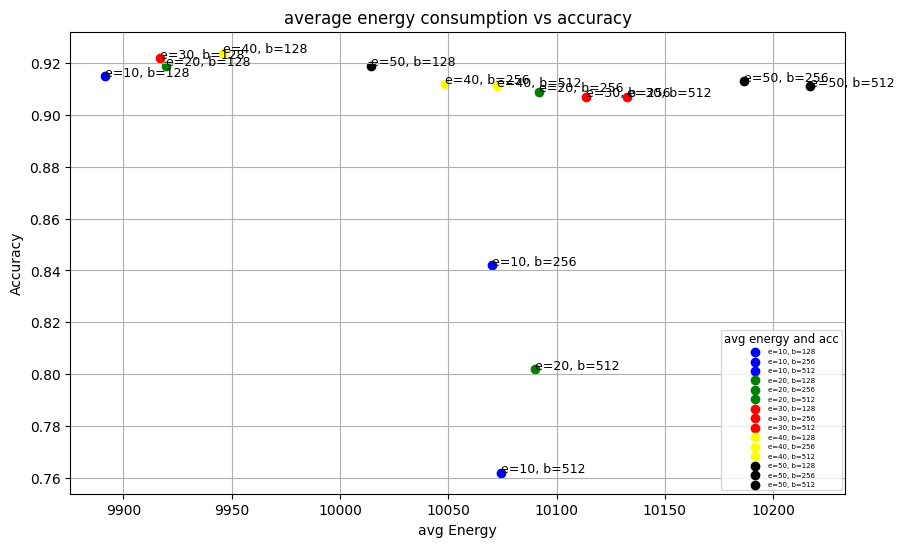 average energy consumption vs accuracy
e=40, b=128
e=30, b=128
e=20, b=128
e=50, b=128
e=10, b=128
e=40, b=256
e=40, b=512
e=20, b=256
e=30, b=256
e=30, b=512
e=50, b=256
e=50, b=512
e=10, b=256
e=20, b=512
e=10, b=512
0.92
0.90
0.88
0.86
0.84
0.82
0.80
0.78
0.76
Accuracy
avg energy and acc
e=10, b=128
e=10, b=256
e=10, b=512
e=20, b=128
e=20, b=256
e=20, b=512
e=30, b=128
e=30, b=256
e=30, b=512
e=40, b=128
e=40, b=256
e=40, b=512
e=50, b=128
e=50, b=256
e=50, b=512
9900 9950 10000 10050 10100 10150 10200
avg Energy